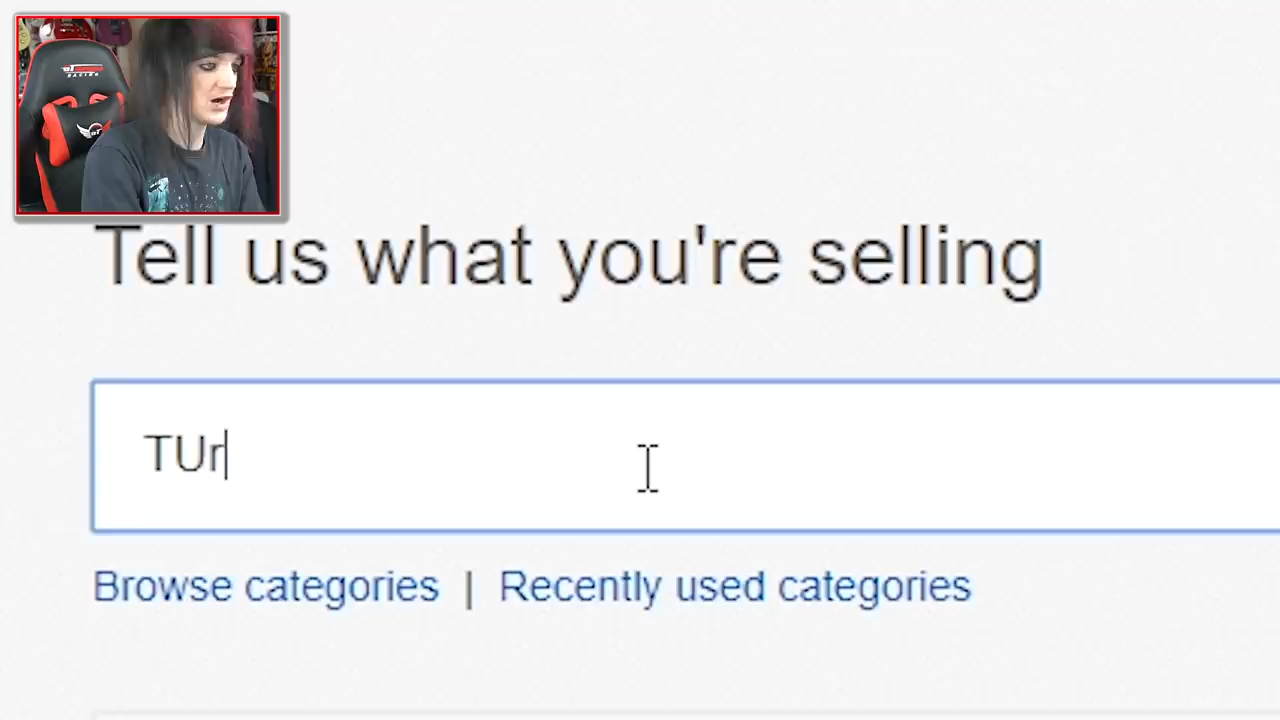 Tell us what you're selling
TUr
Browse categories | Recently used categories